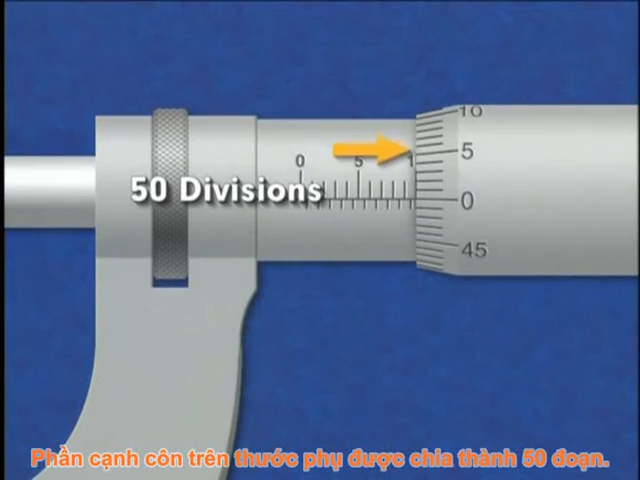 10
5
0 5 1
50 Divisions
0
45
Phần cạnh côn trên thước phụ được chia thành 50 đoạn.